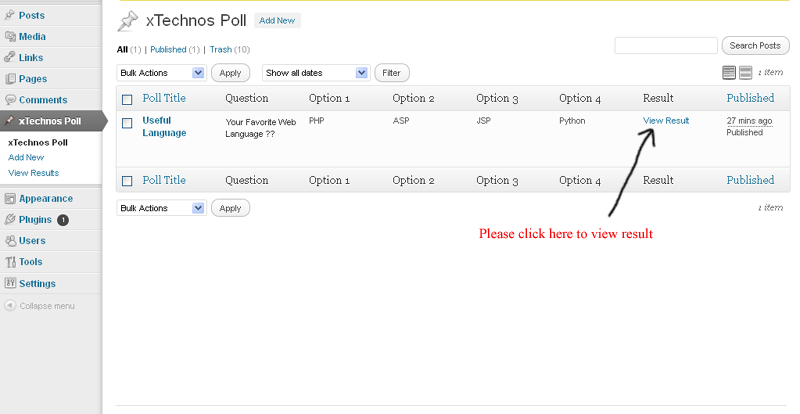 Posts
Media
Links
Pages
Comments
xTechnos Poll
xTechnos Poll
Add New
View Results
Appearance
Plugins 1
Users
Tools
Settings
Collapse menu
xTechnos Poll Add New
All (1) | Published (1) | Trash (10)
Search Posts
Bulk Actions Apply Show all dates Filter 1 item
Poll Title Question Option 1 Option 2 Option 3 Option 4 Result Published
Useful Your Favorite Web PHP ASP JSP Python View Result 27 mins ago
Language Language ?? Published
Poll Title Question Option 1 Option 2 Option 3 Option 4 Result Published
Bulk Actions Apply 1 item
Please click here to view result